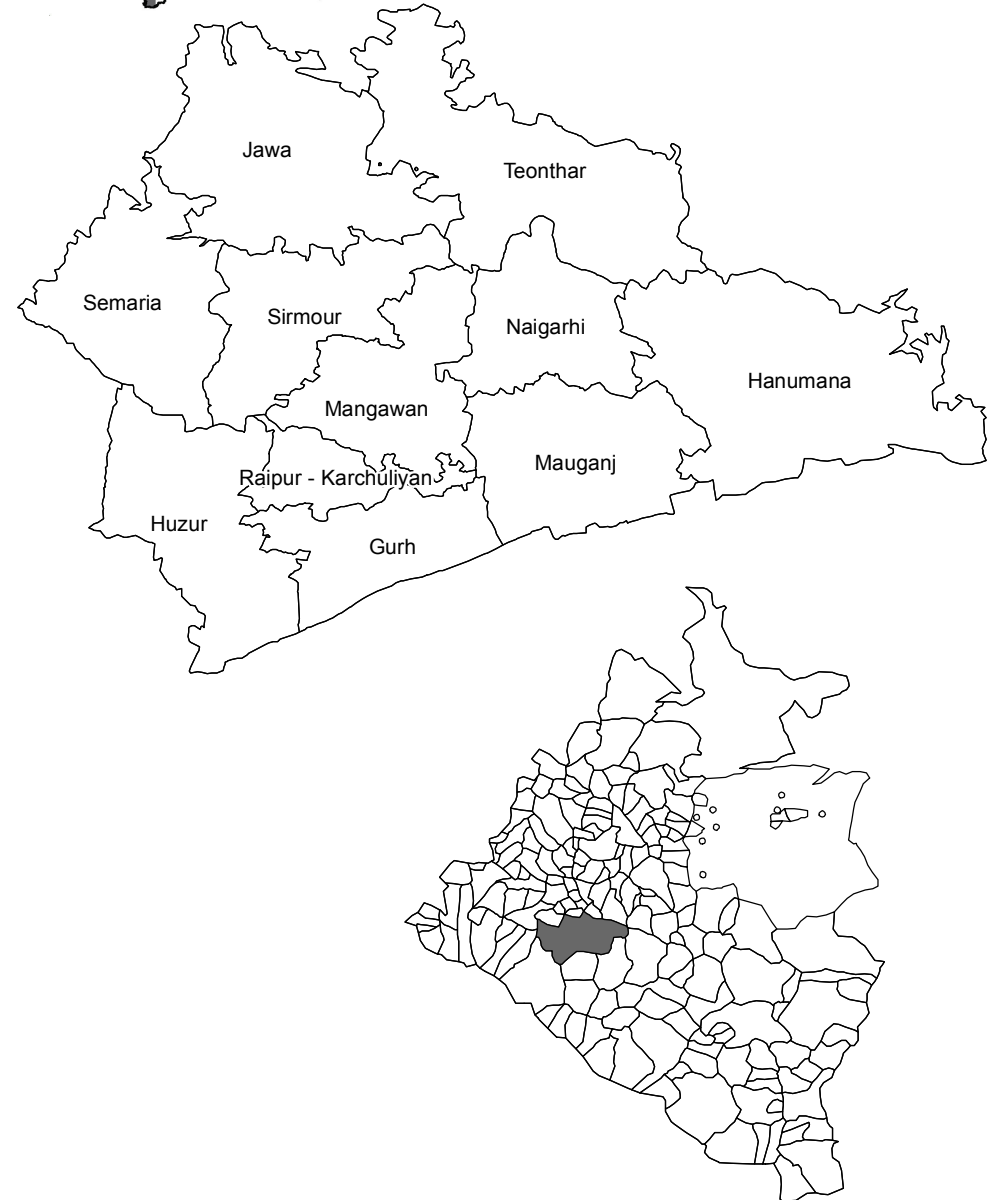 Jawa
Teonthar
Semaria
Sirmour
Naigarhi
Hanumana
Mangawan
Mauganj
Raipur - Karchuliyan
Huzur
Gurh